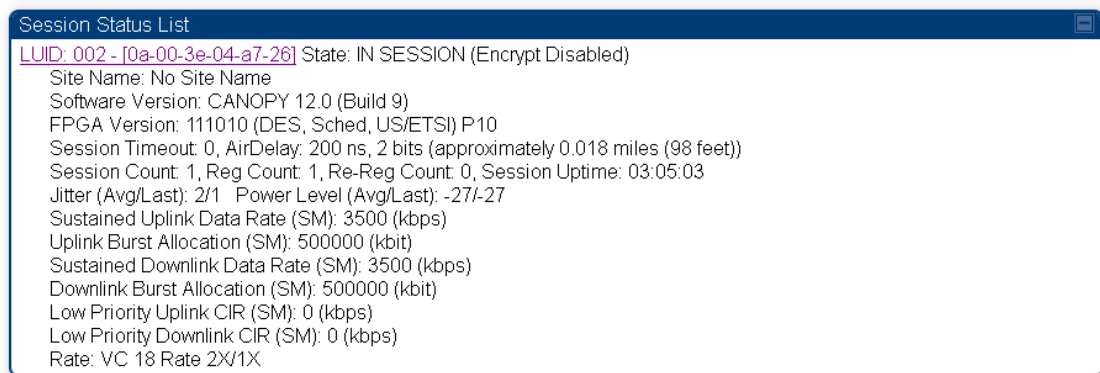 Session Status List
LUID: 002 - [0a-00-3e-04-a7-26] State: IN SESSION (Encrypt Disabled)
Site Name: No Site Name
Software Version: CANOPY 12.0 (Build 9)
FPGA Version: 111010 (DES, Sched, US/ETSI) P10
Session Timeout: 0, AirDelay: 200 ns, 2 bits (approximately 0.018 miles (98 feet))
Session Count: 1, Reg Count: 1, Re-Reg Count: 0, Session Uptime: 03:05:03
Jitter (Avg/Last): 2/1 Power Level (Avg/Last): -27/-27
Sustained Uplink Data Rate (SM): 3500 (kbps)
Uplink Burst Allocation (SM): 500000 (kbit)
Sustained Downlink Data Rate (SM): 3500 (kbps)
Downlink Burst Allocation (SM): 500000 (kbit)
Low Priority Uplink CIR (SM): 0 (kbps)
Low Priority Downlink CIR (SM): 0 (kbps)
Rate: VC 18 Rate 2X/1X